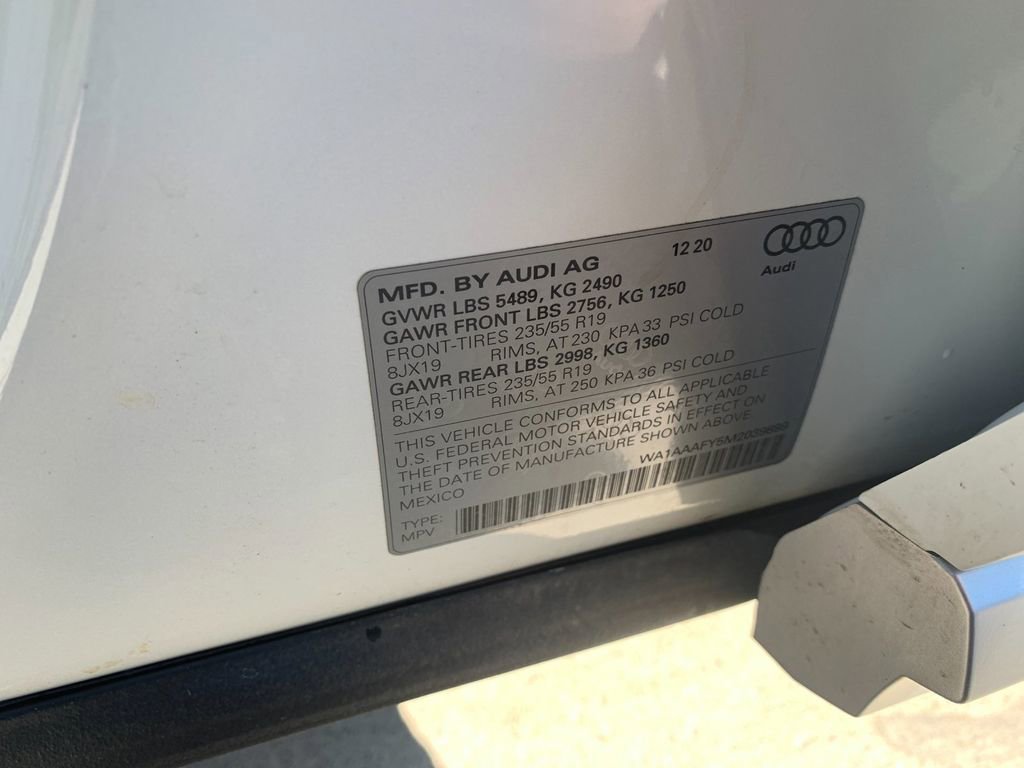 MFD. BY AUDI AG 12 20
Audi
GVWR LBS 5489, KG 2490
GAWR FRONT LBS 2756, KG 1250
FRONT-TIRES 235/55 R19
8JX19 RIMS, AT 230 KPA 33 PSI COLD
GAWR REAR LBS 2998, KG 1360
REAR-TIRES 235/55 R19
8JX19 RIMS, AT 250 KPA 36 PSI COLD
THIS VEHICLE CONFORMS TO ALL APPLICABLE
U.S. FEDERAL MOTOR VEHICLE SAFETY AND
THEFT PREVENTION STANDARDS IN EFFECT ON
THE DATE OF MANUFACTURE SHOWN ABOVE.
MEXICO
TYPE:
MPV